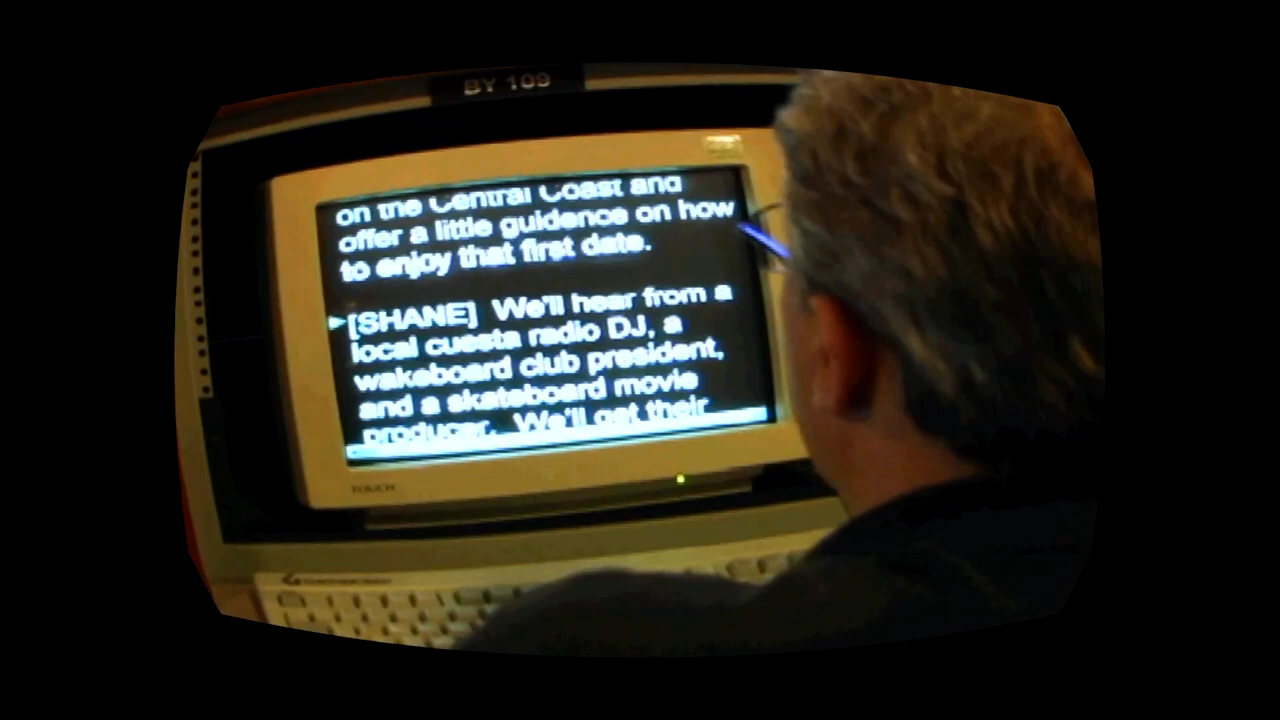 BY 109
on the Central Coast and
offer a little guidence on how
to enjoy that first date.
[SHANE] We'll hear from a
local cuesta radio DJ, a
wakeboard club president,
and a skateboard movie
producer. We'll get their
TOUCH